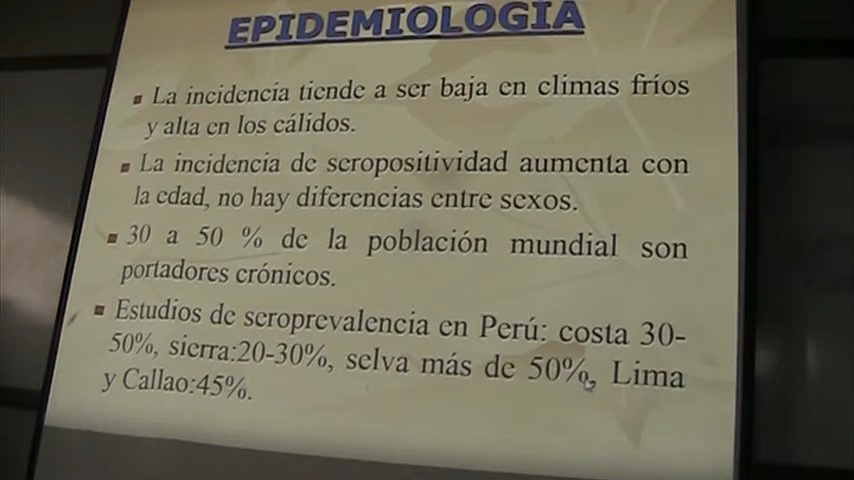 EPIDEMIOLOGIA
▪ La incidencia tiende a ser baja en climas fríos
y alta en los cálidos.
▪ La incidencia de seropositividad aumenta con
la edad, no hay diferencias entre sexos.
▪ 30 a 50 % de la población mundial son
portadores crónicos.
▪ Estudios de seroprevalencia en Perú: costa 30-
50%, sierra:20-30%, selva más de 50%, Lima
y Callao:45%.